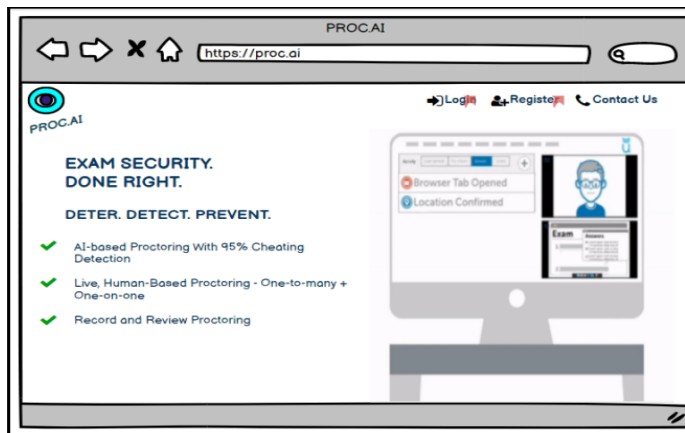 PROC.AI
https://proc.ai
Login Register Contact Us
PROC.AI
EXAM SECURITY.
DONE RIGHT.
DETER. DETECT. PREVENT.
AI-based Proctoring With 95% Cheating
Detection
Live, Human-Based Proctoring - One-to-many +
One-on-one
Record and Review Proctoring
Browser Tab Opened
Location Confirmed
Exam
Answers